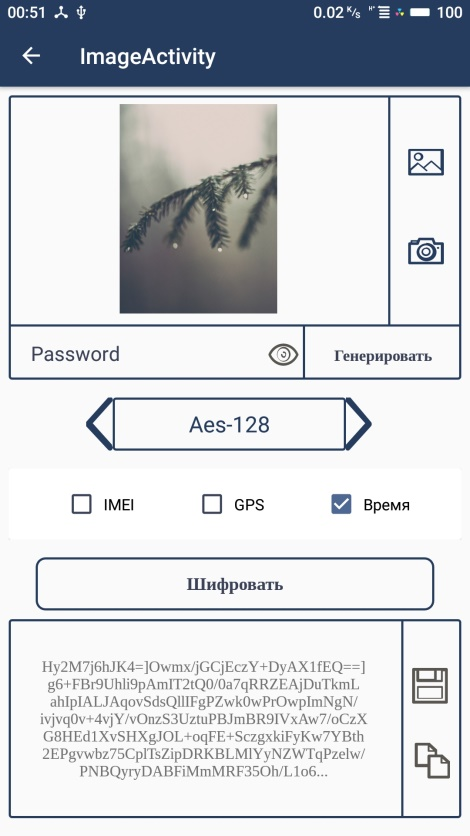 00:51 0.02 K/s H+ 100
ImageActivity
Password Генерировать
Aes-128
IMEI GPS Время
Шифровать
Hy2M7j6hJK4=]Owmx/jGCjEczY+DyAX1fEQ==]
g6+FBr9Uhli9pAmIT2tQ0/0a7qRRZEAjDuTkmL
ahIpIALJAqovSdsQllIFgPZwk0wPrOwpImNgN/
ivjvq0v+4vjY/vOnzS3UztuPBJmBR9IVxAw7/oCzX
G8HEd1XvSHXgJOL+oqFE+SczgxkiFyKw7YBth
2EPgvwbz75CplTsZipDRKBLMlYyNZWTqPzelw/
PNBQyryDABFiMmMRF35Oh/L1o6...